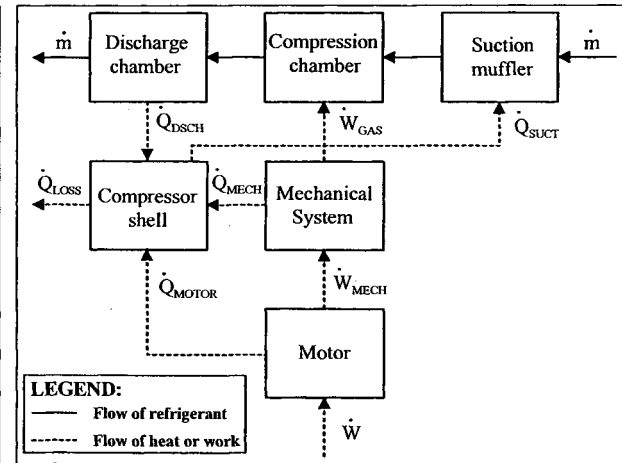 ṁ
Discharge
chamber
Compression
chamber
Suction
muffler
ṁ
Q̇DSCH
ẆGAS
Q̇SUCT
Q̇LOSS
Compressor
shell
Q̇MECH
Mechanical
System
Q̇MOTOR
ẆMECH
Motor
LEGEND:
Flow of refrigerant
Flow of heat or work
Ẇ